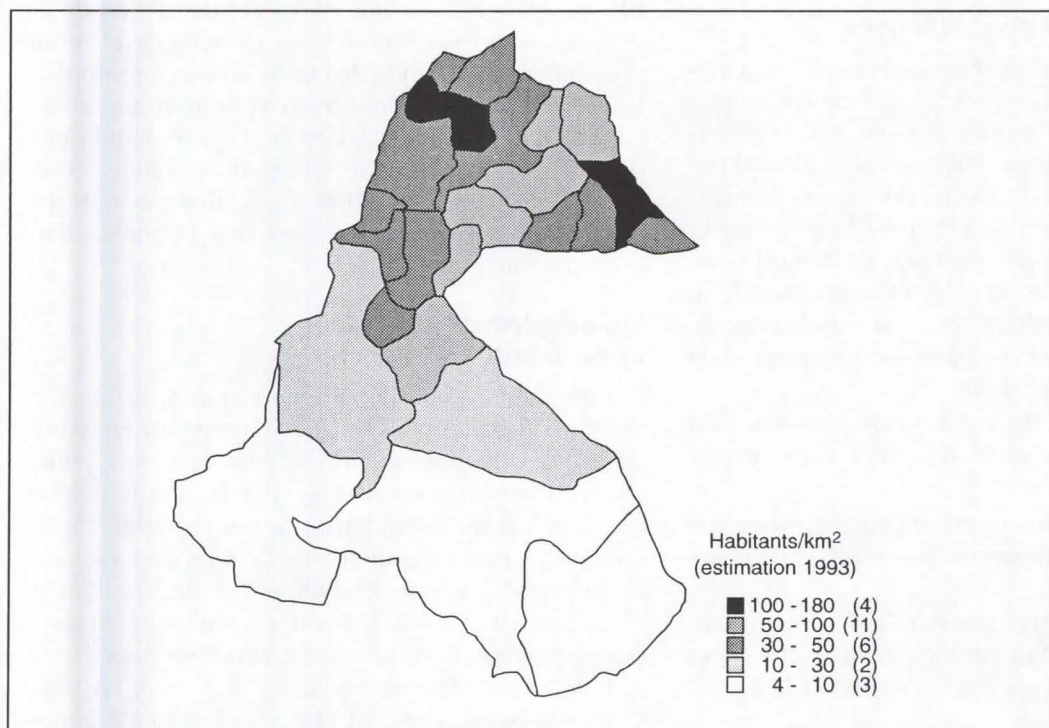 Habitants/km²
(estimation 1993)
100 - 180 (4)
50 - 100 (11)
30 - 50 (6)
10 - 30 (2)
4 - 10 (3)